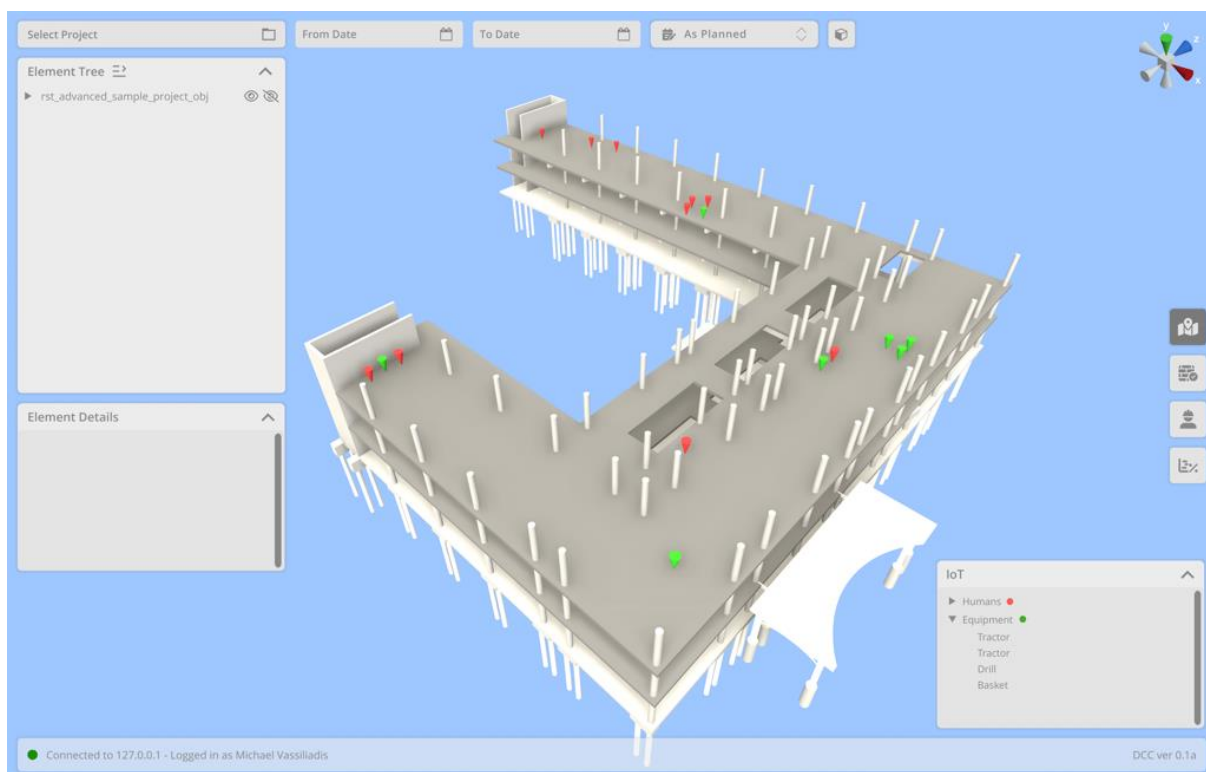 Select Project
From Date
To Date
As Planned
y
z
x
Element Tree
rst_advanced_sample_project_obj
Element Details
IoT
Humans
Equipment
Tractor
Tractor
Drill
Basket
Connected to 127.0.0.1 - Logged in as Michael Vassiliadis
DCC ver 0.1a